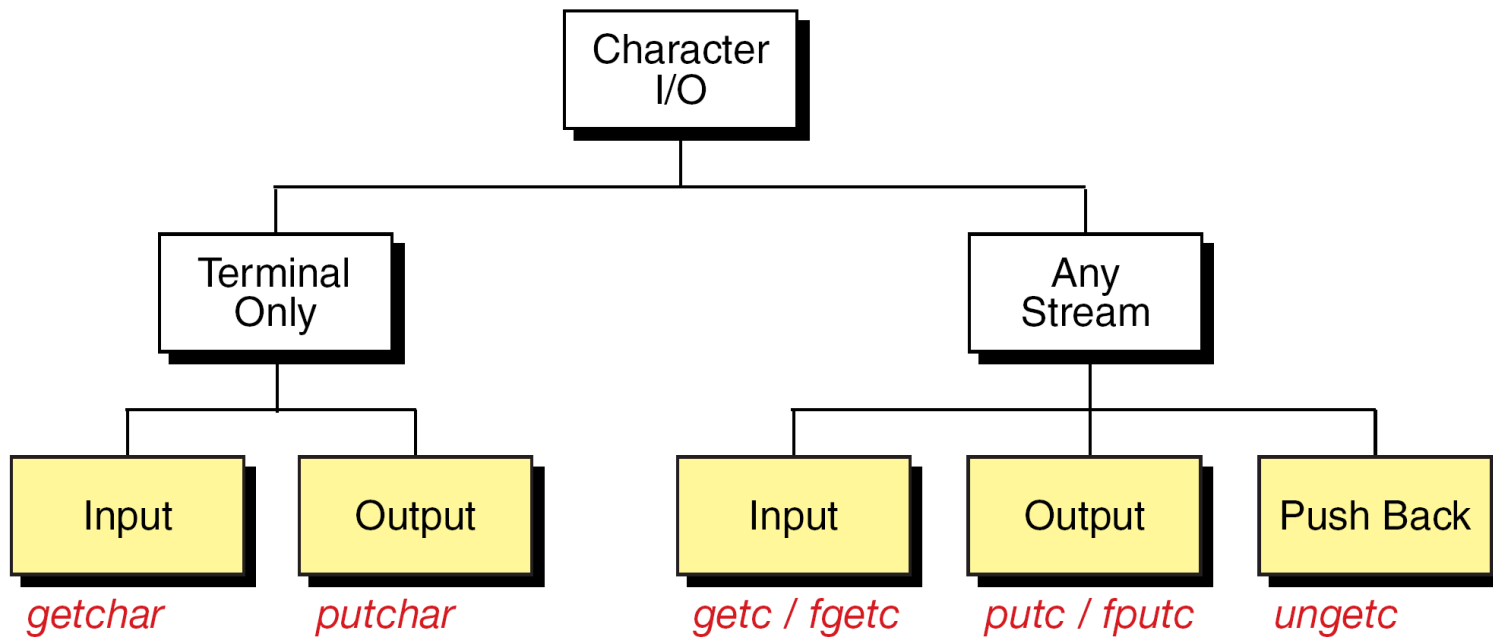 Character
I/O
Terminal
Only
Any
Stream
Input
Output
Input
Output
Push Back
getchar
putchar
getc / fgetc
putc / fputc
ungetc